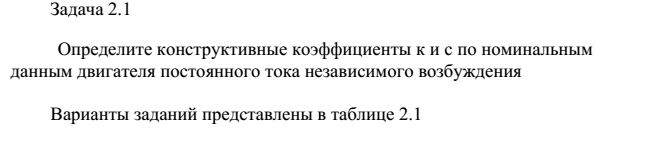 Задача 2.1
Определите конструктивные коэффициенты к и с по номинальным
данным двигателя постоянного тока независимого возбуждения
Варианты заданий представлены в таблице 2.1